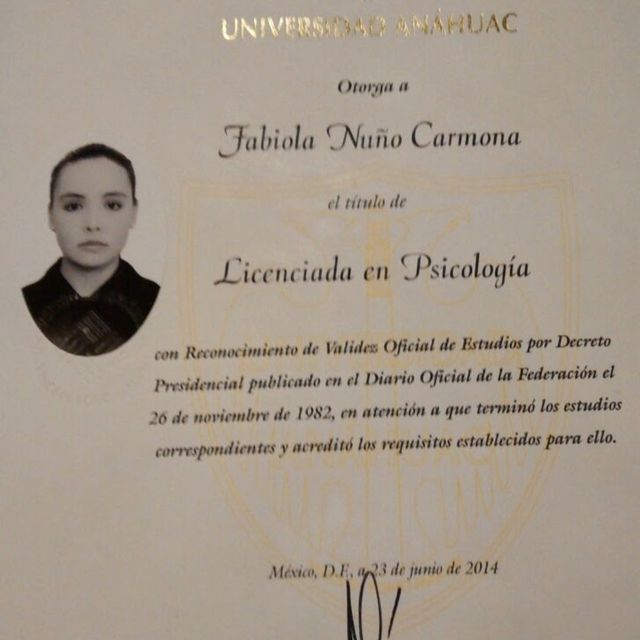 UNIVERSIDAD ANÁHUAC
Otorga a
Fabiola Nuño Carmona
el título de
Licenciada en Psicología
con Reconocimiento de Validez Oficial de Estudios por Decreto
Presidencial publicado en el Diario Oficial de la Federación el
26 de noviembre de 1982, en atención a que terminó los estudios
correspondientes y acreditó los requisitos establecidos para ello.
México, D.F., a 23 de junio de 2014